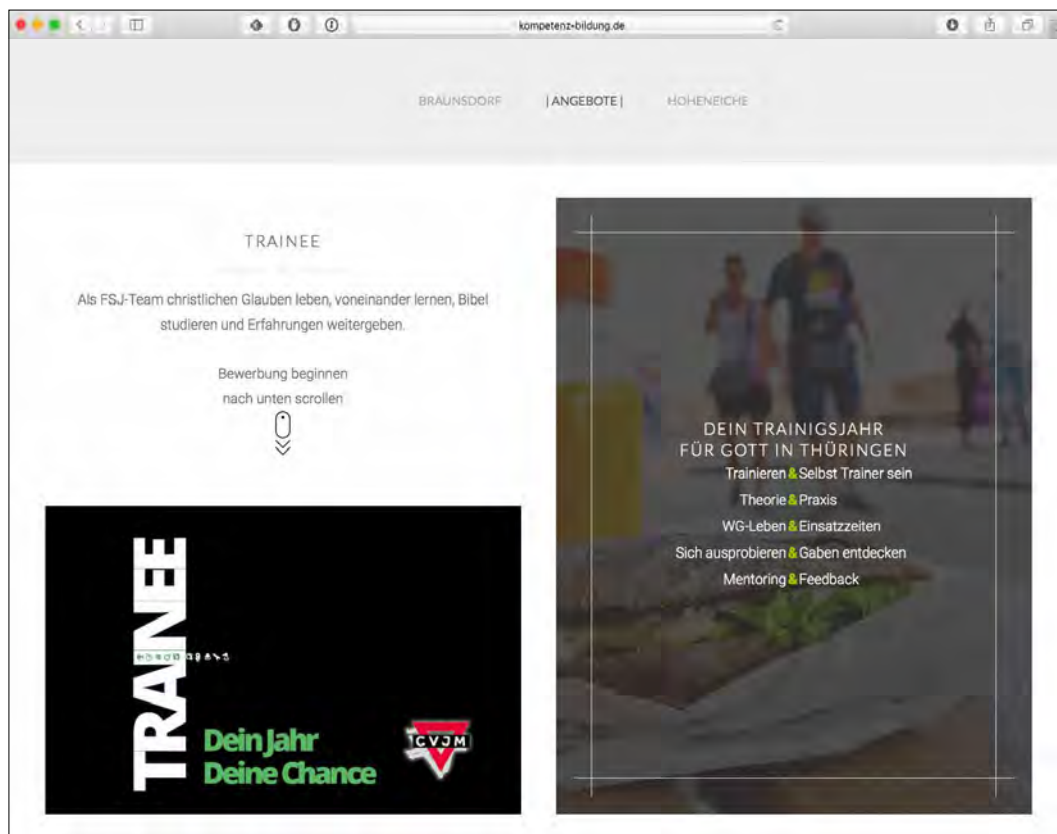 kompetenz-bildung.de
BRAUNSDORF | ANGEBOTE | HOHENEICHE
TRAINEE
Als FSJ-Team christlichen Glauben leben, voneinander lernen, Bibel
studieren und Erfahrungen weitergeben.
Bewerbung beginnen
nach unten scrollen
TRAINEE
Dein Jahr
Deine Chance
CVJM
DEIN TRAINIGSJAHR
FÜR GOTT IN THÜRINGEN
Trainieren & Selbst Trainer sein
Theorie & Praxis
WG-Leben & Einsatzzeiten
Sich ausprobieren & Gaben entdecken
Mentoring & Feedback